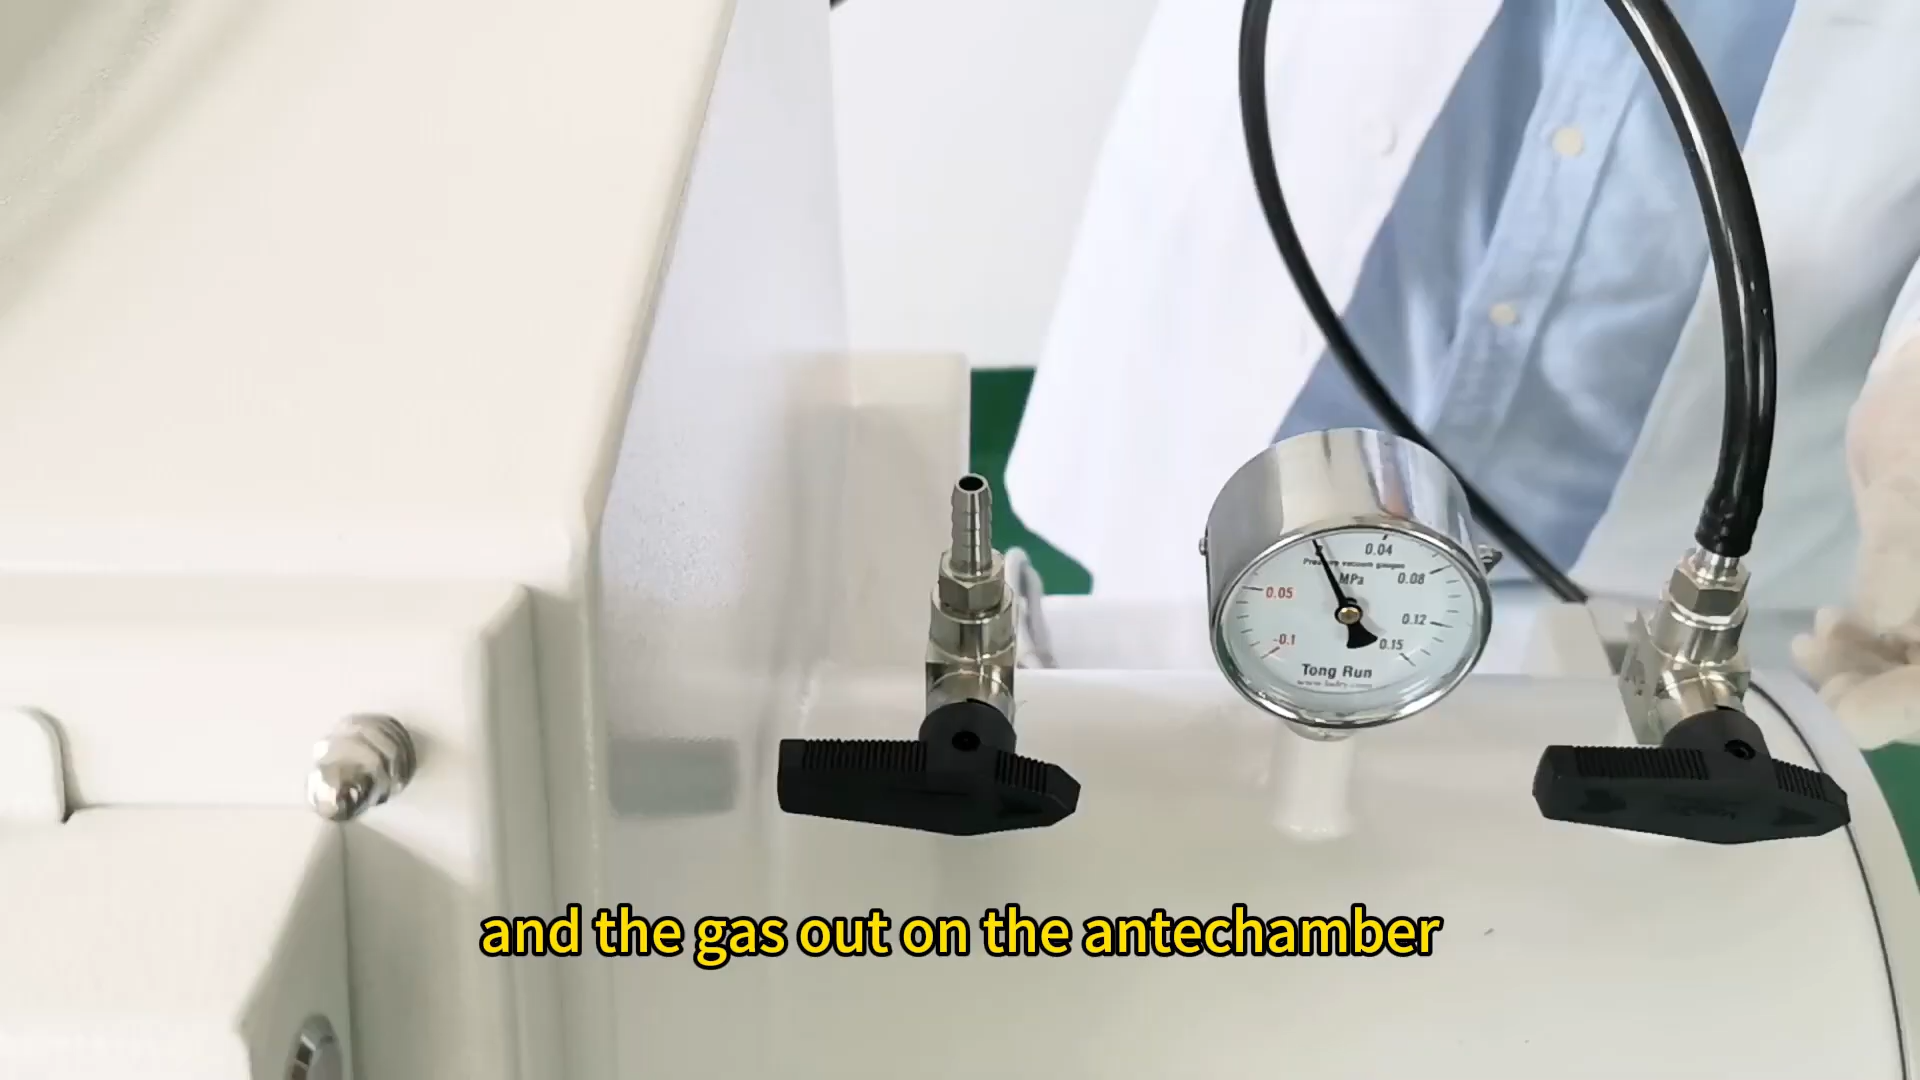 0.04
Pressure vacuum gauges
MPa
0.08
0.05
0.12
-0.1
0.15
Tong Run
and the gas out on the antechamber